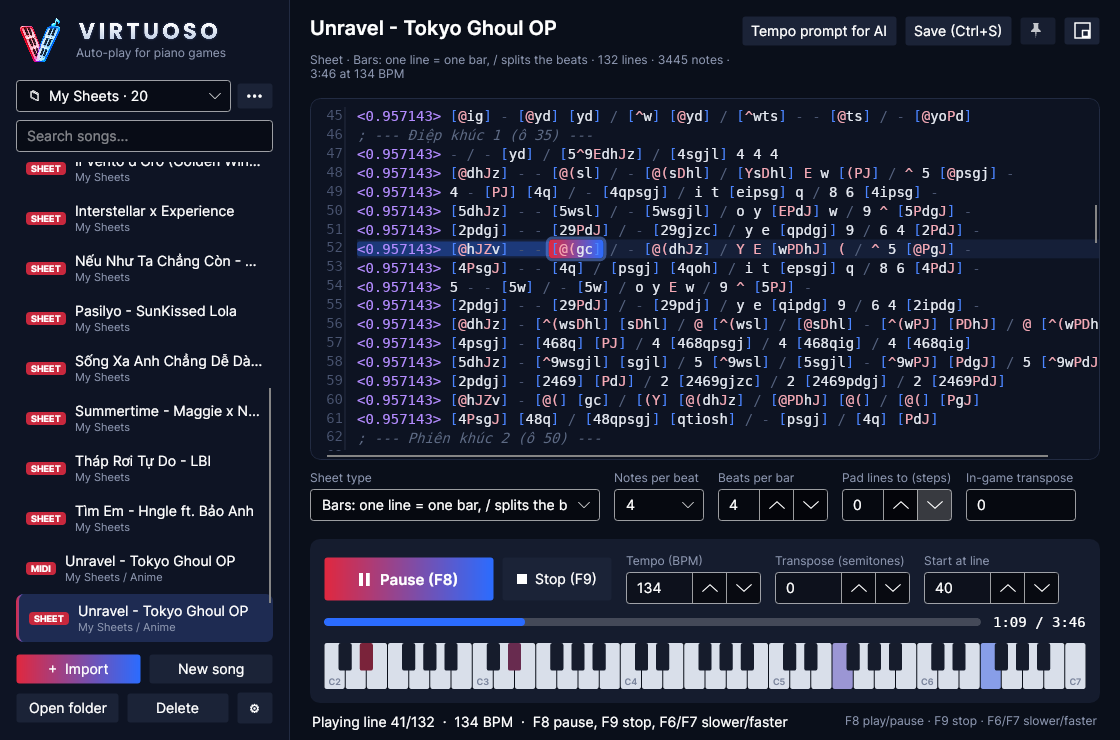 VIRTUOSO
Auto-play for piano games
My Sheets · 20
Search songs...
SHEET
Il Vento d'Oro (Golden Win...
My Sheets
SHEET
Interstellar x Experience
My Sheets
SHEET
Nếu Như Ta Chẳng Còn - ...
My Sheets
SHEET
Pasilyo - SunKissed Lola
My Sheets
SHEET
Sống Xa Anh Chẳng Dễ Dà...
My Sheets
SHEET
Summertime - Maggie x N...
My Sheets
SHEET
Tháp Rơi Tự Do - LBI
My Sheets
SHEET
Tìm Em - Hngle ft. Bảo Anh
My Sheets
MIDI
Unravel - Tokyo Ghoul OP
My Sheets / Anime
SHEET
Unravel - Tokyo Ghoul OP
My Sheets / Anime
+ Import
New song
Open folder
Delete
Unravel - Tokyo Ghoul OP
Tempo prompt for AI
Save (Ctrl+S)
Sheet · Bars: one line = one bar, / splits the beats · 132 lines · 3445 notes ·
3:46 at 134 BPM
45 <0.957143> [@ig] - [@yd] [yd] / [^w] [@yd] / [^wts] - - [@ts] / - [@yoPd]
46 ; --- Điệp khúc 1 (ô 35) ---
47 <0.957143> - / - [yd] / [5^9EdhJz] / [4sgjl] 4 4 4
48 <0.957143> [@dhJz] - - [@(sl] / - [@(sDhl] / [YsDhl] E w [(PJ] / ^ 5 [@psgj] -
49 <0.957143> 4 - [PJ] [4q] / - [4qpsgj] / i t [eipsg] q / 8 6 [4ipsg] -
50 <0.957143> [5dhJz] - - [5wsl] / - [5wsgjl] / o y [EPdJ] w / 9 ^ [5PdgJ] -
51 <0.957143> [2pdgj] - - [29PdJ] / - [29gjzc] / y e [qpdgj] 9 / 6 4 [2PdJ] -
52 <0.957143> [@hJZv] - - [@(gc] / - [@(dhJz] / Y E [wPDhJ] ( / ^ 5 [@PgJ] -
53 <0.957143> [4PsgJ] - - [4q] / [psgj] [4qoh] / i t [epsgj] q / 8 6 [4PdJ] -
54 <0.957143> 5 - - [5w] / - [5w] / o y E w / 9 ^ [5PJ] -
55 <0.957143> [2pdgj] - - [29PdJ] / - [29pdj] / y e [qipdg] 9 / 6 4 [2ipdg] -
56 <0.957143> [@dhJz] - [^(wsDhl] [sDhl] / @ [^(wsl] / [@sDhl] - [^(wPJ] [PDhJ] / @ [^(wPDh
57 <0.957143> [4psgj] - [468q] [PJ] / 4 [468qpsgj] / 4 [468qig] / 4 [468qig]
58 <0.957143> [5dhJz] - [^9wsgjl] [sgjl] / 5 [^9wsl] / [5sgjl] - [^9wPJ] [PdgJ] / 5 [^9wPdJ
59 <0.957143> [2pdgj] - [2469] [PdJ] / 2 [2469gjzc] / 2 [2469pdgj] / 2 [2469PdJ]
60 <0.957143> [@hJZv] - [@(] [gc] / [(Y] [@(dhJz] / [@PDhJ] [@(] / [@(] [PgJ]
61 <0.957143> [4PsgJ] [48q] / [48qpsgj] [qtiosh] / - [psgj] / [4q] [PdJ]
62 ; --- Phiên khúc 2 (ô 50) ---
Sheet type
Notes per beat
Beats per bar
Pad lines to (steps)
In-game transpose
Bars: one line = one bar, / splits the b
4
4
0
0
Pause (F8)
Stop (F9)
Tempo (BPM)
Transpose (semitones)
Start at line
134
0
40
1:09 / 3:46
C2
C3
C4
C5
C6
C7
Playing line 41/132 · 134 BPM · F8 pause, F9 stop, F6/F7 slower/faster
F8 play/pause · F9 stop · F6/F7 slower/faster